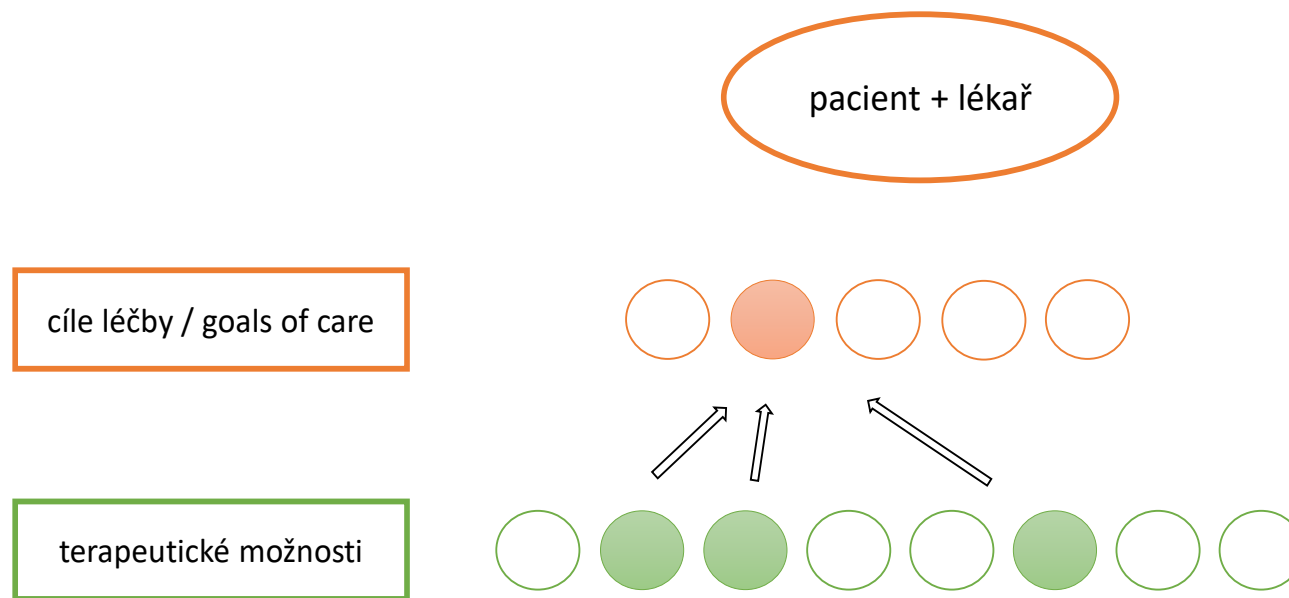 pacient + lékař
cíle léčby / goals of care
terapeutické možnosti